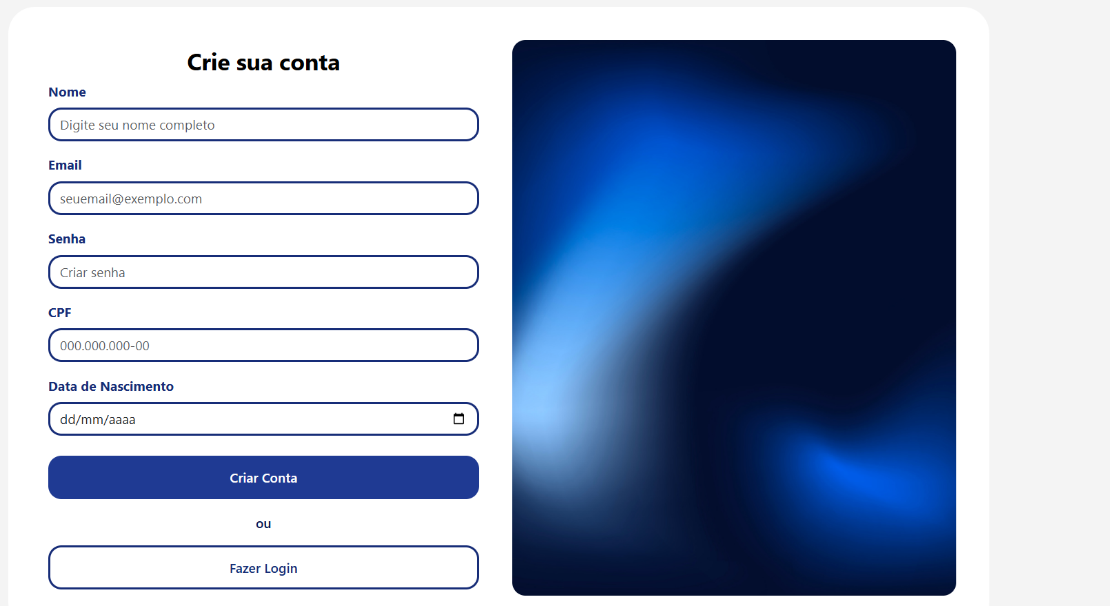 Crie sua conta
Nome
Digite seu nome completo
Email
seuemail@exemplo.com
Senha
Criar senha
CPF
000.000.000-00
Data de Nascimento
dd/mm/aaaa
Criar Conta
ou
Fazer Login